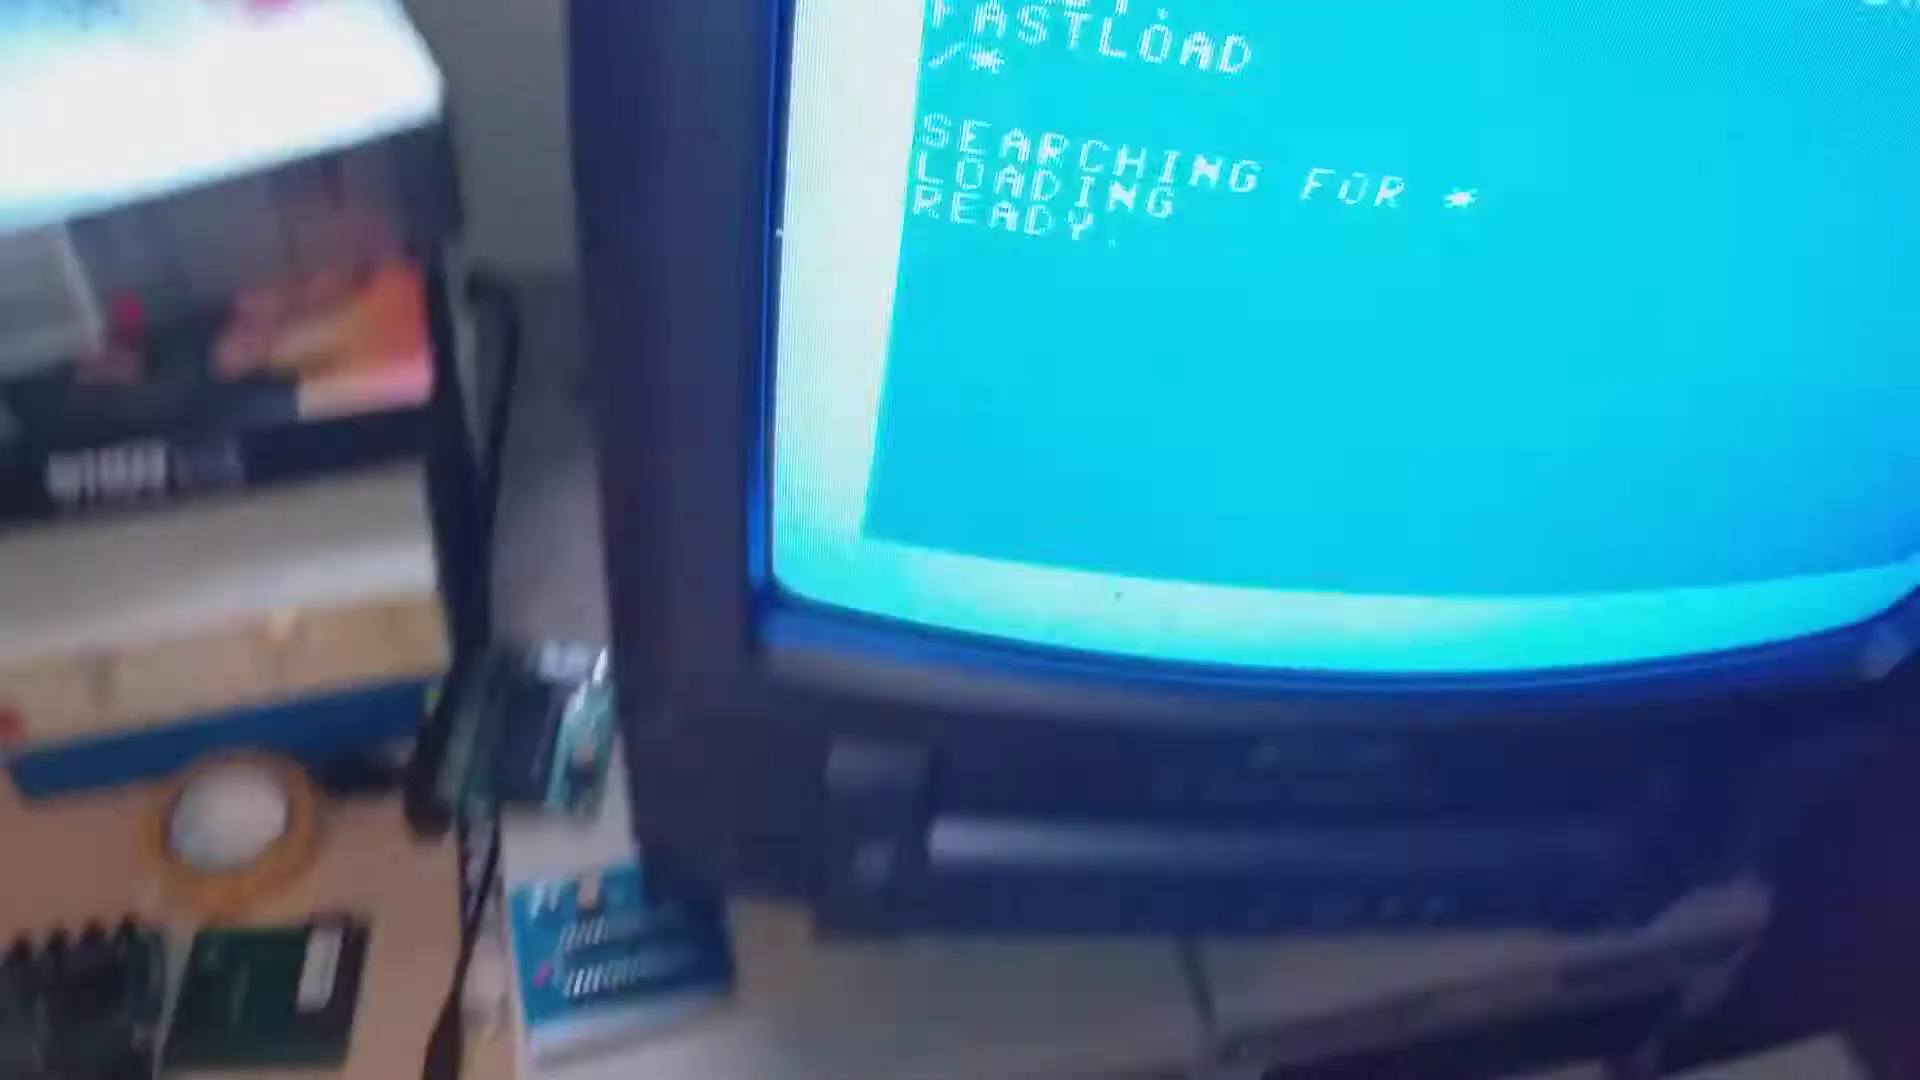 FASTLOAD
/*
SEARCHING FOR *
LOADING
READY.